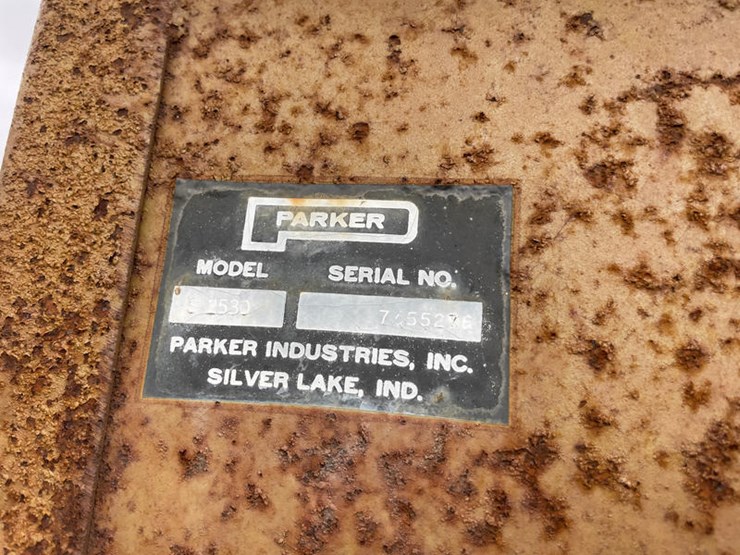 PARKER
MODEL SERIAL NO.
PARKER INDUSTRIES, INC.
SILVER LAKE, IND.